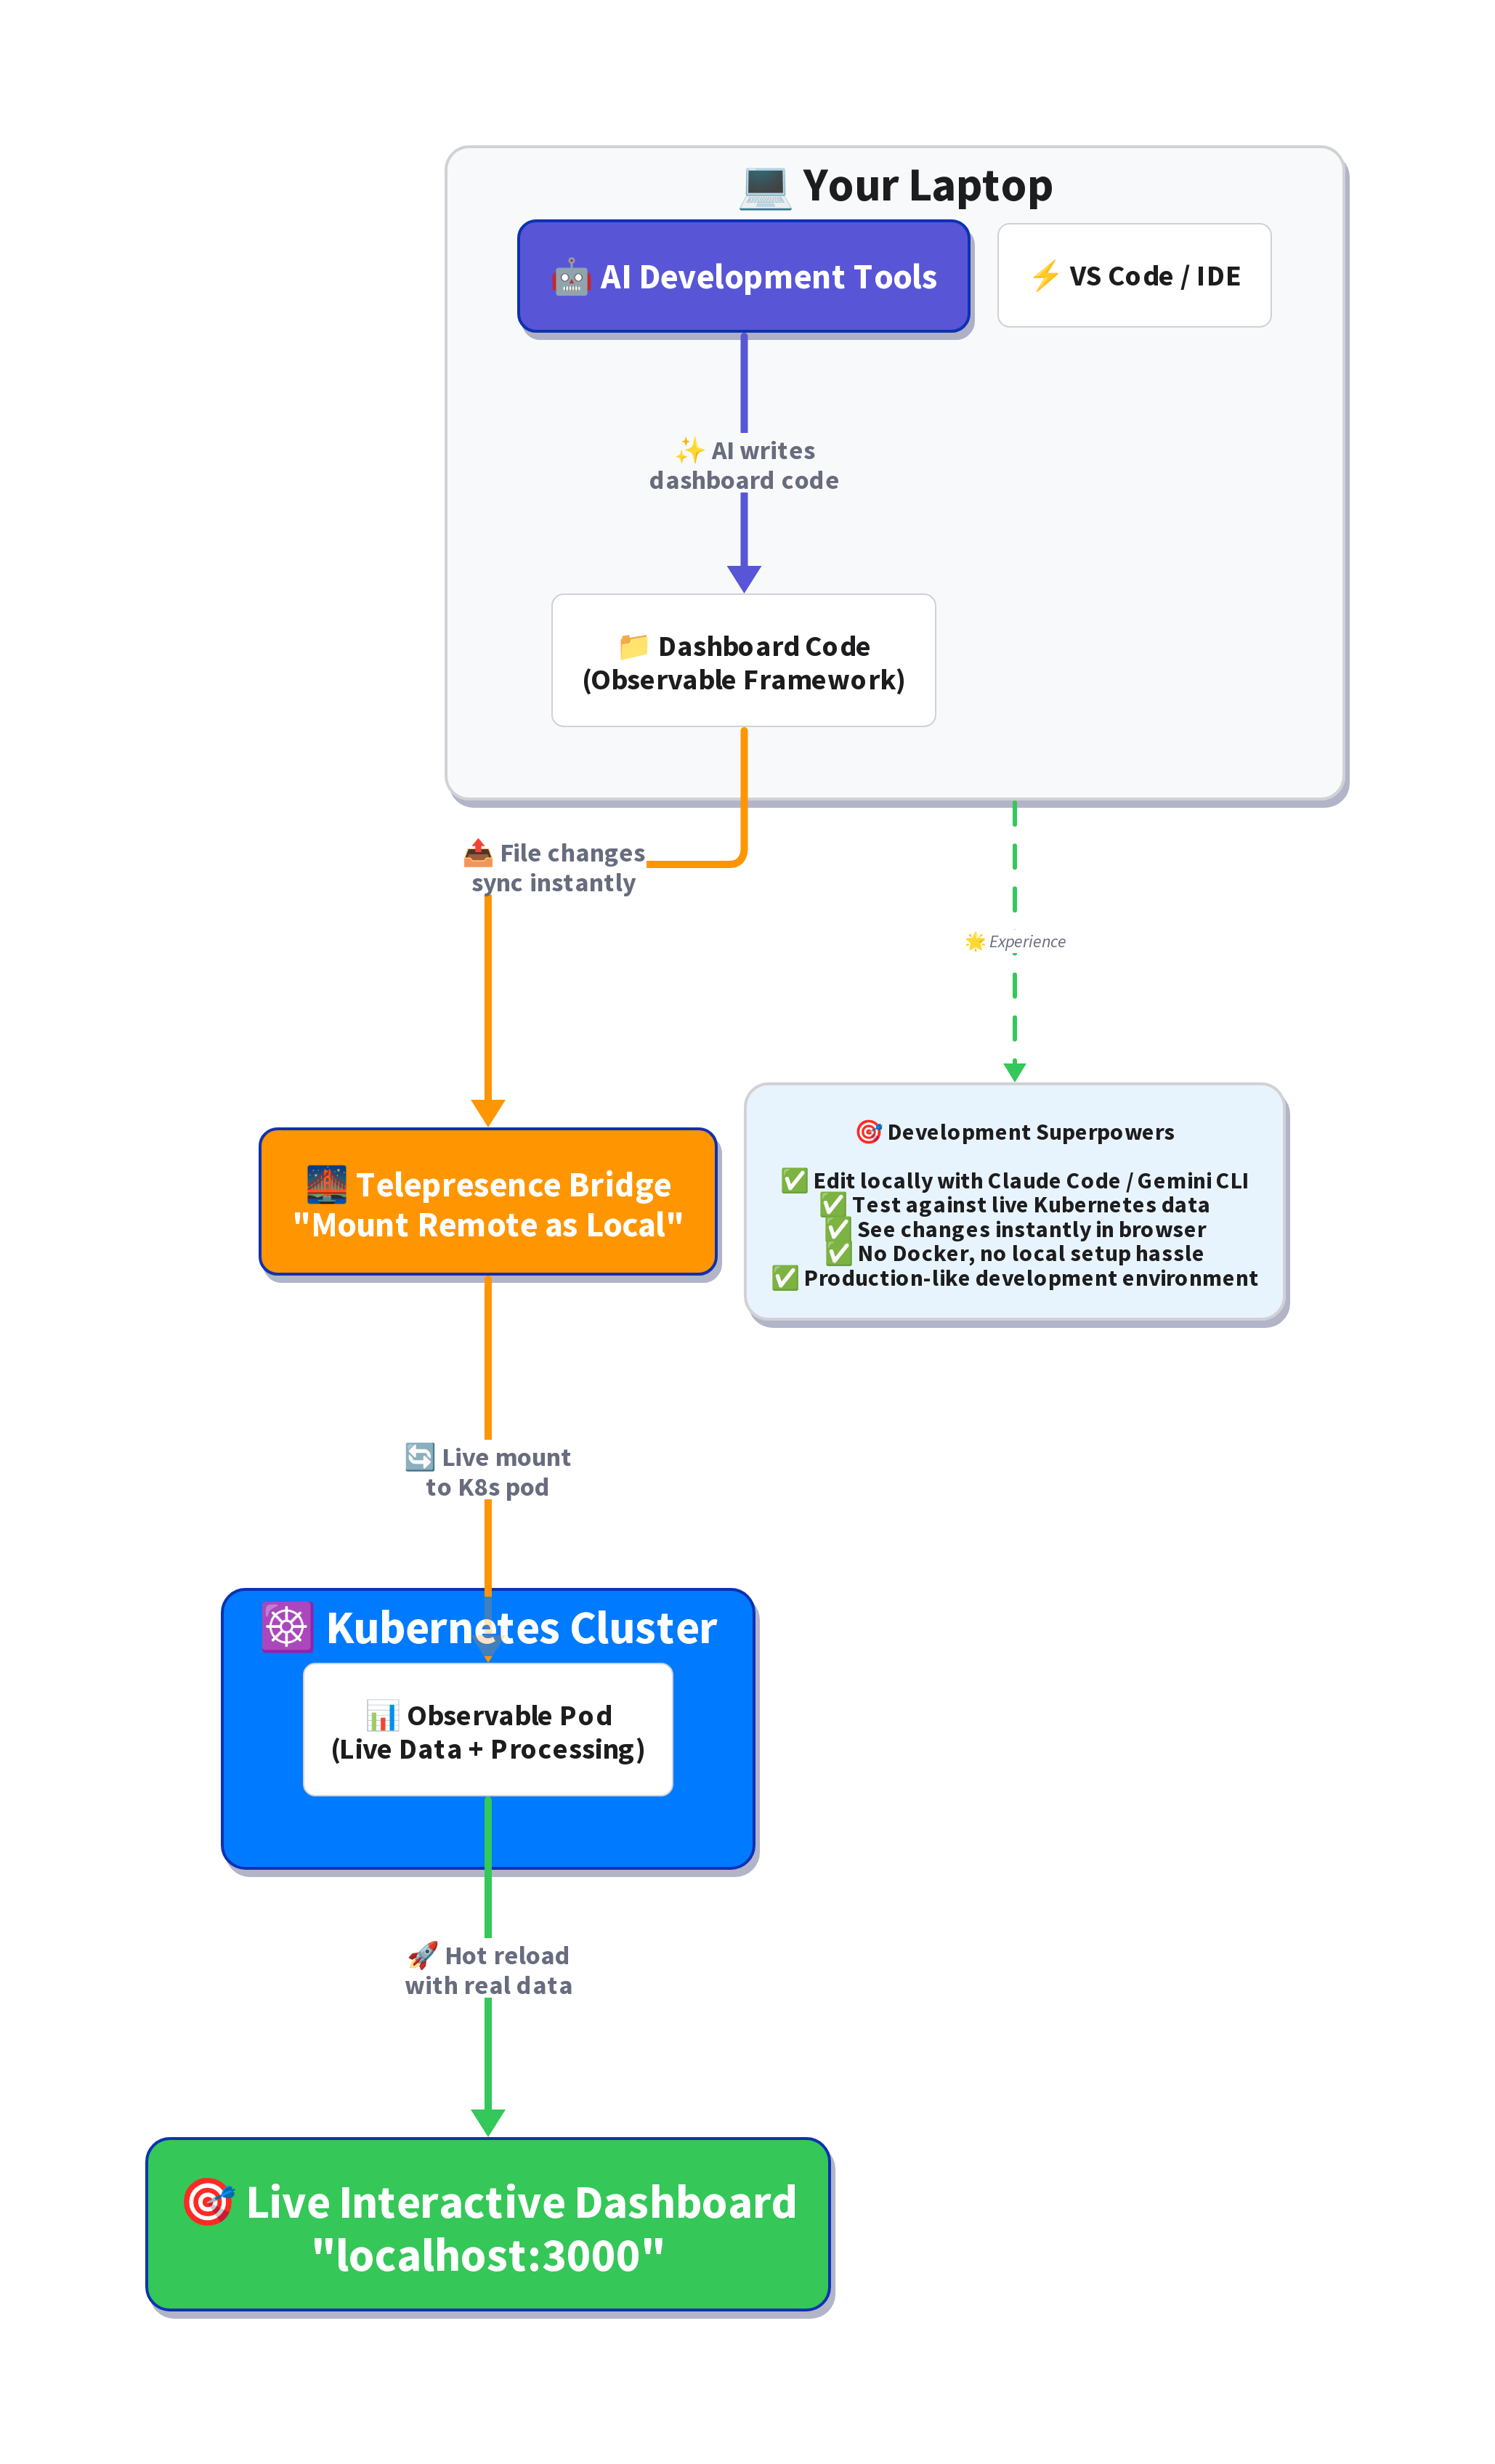 💻 Your Laptop
🤖 AI Development Tools
⚡ VS Code / IDE
✨ AI writes
dashboard code
📁 Dashboard Code
(Observable Framework)
📤 File changes
sync instantly
🌟 Experience
🌉 Telepresence Bridge
"Mount Remote as Local"
🎯 Development Superpowers
✅ Edit locally with Claude Code / Gemini CLI
✅ Test against live Kubernetes data
✅ See changes instantly in browser
✅ No Docker, no local setup hassle
✅ Production-like development environment
🔄 Live mount
to K8s pod
☸️ Kubernetes Cluster
📊 Observable Pod
(Live Data + Processing)
🚀 Hot reload
with real data
🎯 Live Interactive Dashboard
"localhost:3000"